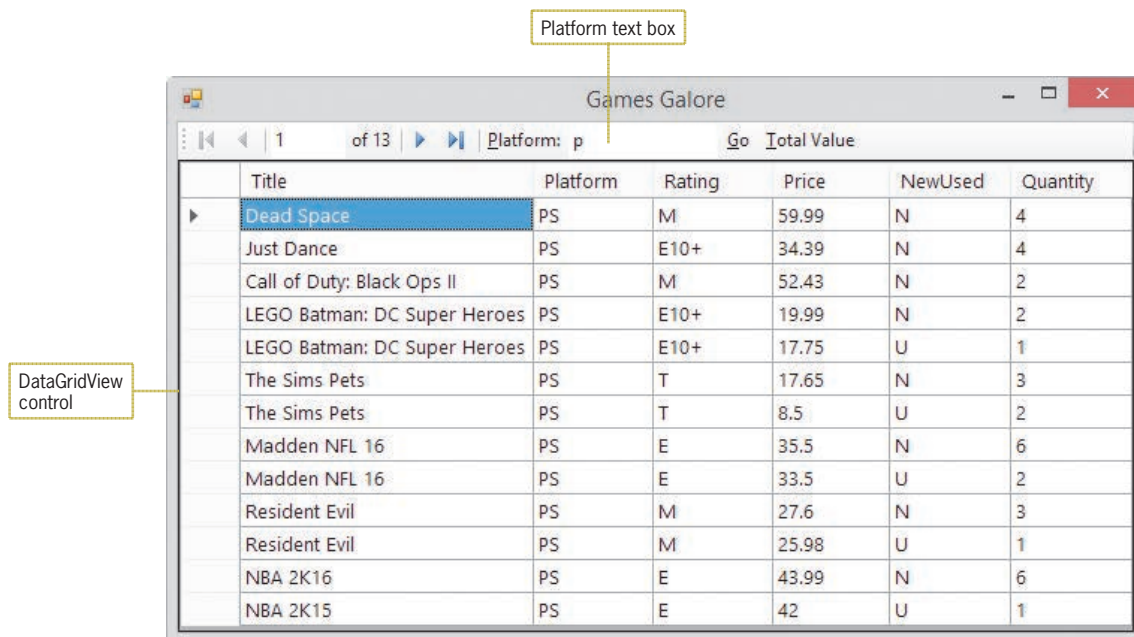 Platform text box
Games Galore
1 of 13 Platform: p Go Total Value
Title Platform Rating Price NewUsed Quantity
Dead Space PS M 59.99 N 4
Just Dance PS E10+ 34.39 N 4
Call of Duty: Black Ops II PS M 52.43 N 2
LEGO Batman: DC Super Heroes PS E10+ 19.99 N 2
LEGO Batman: DC Super Heroes PS E10+ 17.75 U 1
DataGridView
control
The Sims Pets PS T 17.65 N 3
The Sims Pets PS T 8.5 U 2
Madden NFL 16 PS E 35.5 N 6
Madden NFL 16 PS E 33.5 U 2
Resident Evil PS M 27.6 N 3
Resident Evil PS M 25.98 U 1
NBA 2K16 PS E 43.99 N 6
NBA 2K15 PS E 42 U 1